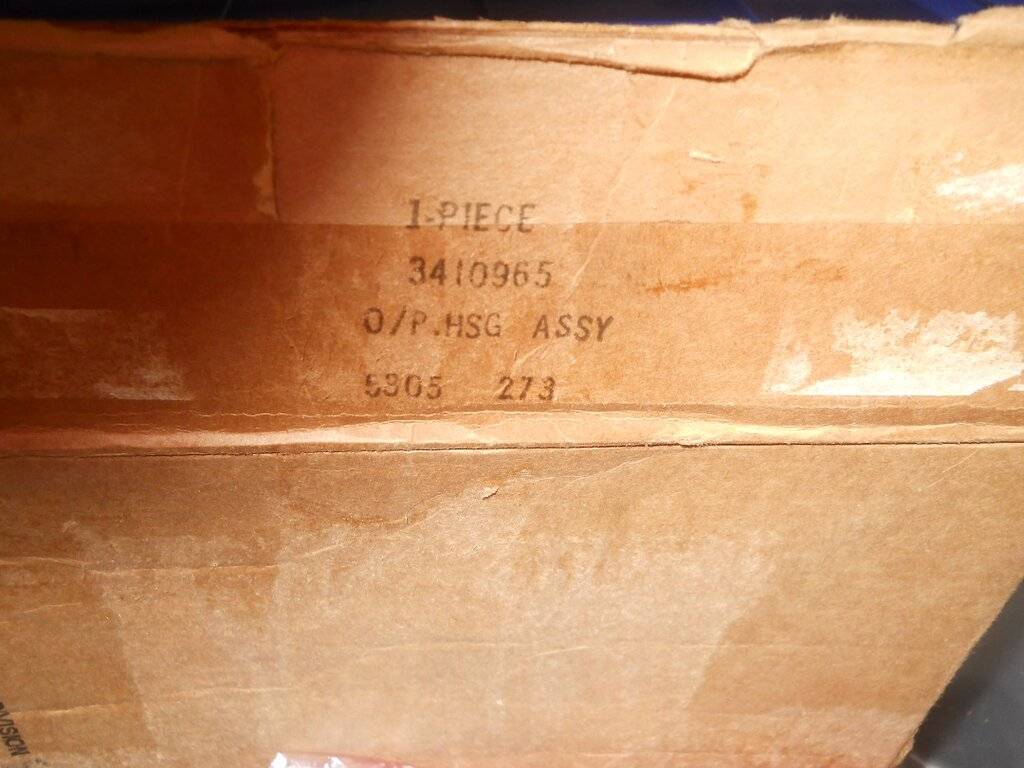 1-PIECE
3410965
O/P.HSG ASSY
5305 273